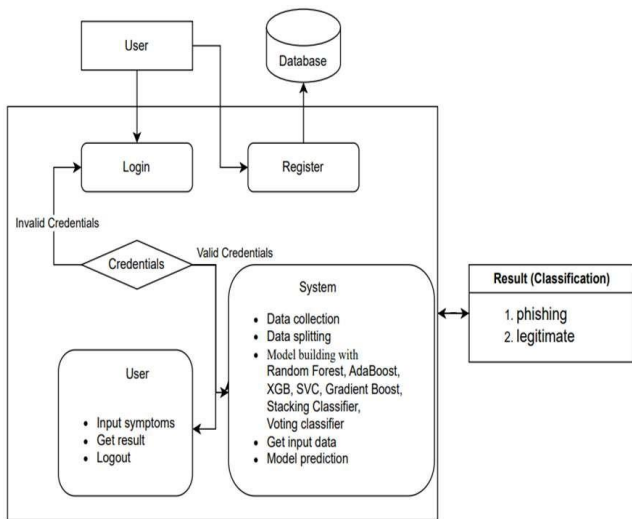 User
Database
Login
Register
Invalid Credentials
Credentials
Valid Credentials
System
• Data collection
• Data splitting
• Model building with
Random Forest, AdaBoost,
XGB, SVC, Gradient Boost,
Stacking Classifier,
Voting classifier
• Get input data
• Model prediction
User
• Input symptoms
• Get result
• Logout
Result (Classification)
1. phishing
2. legitimate